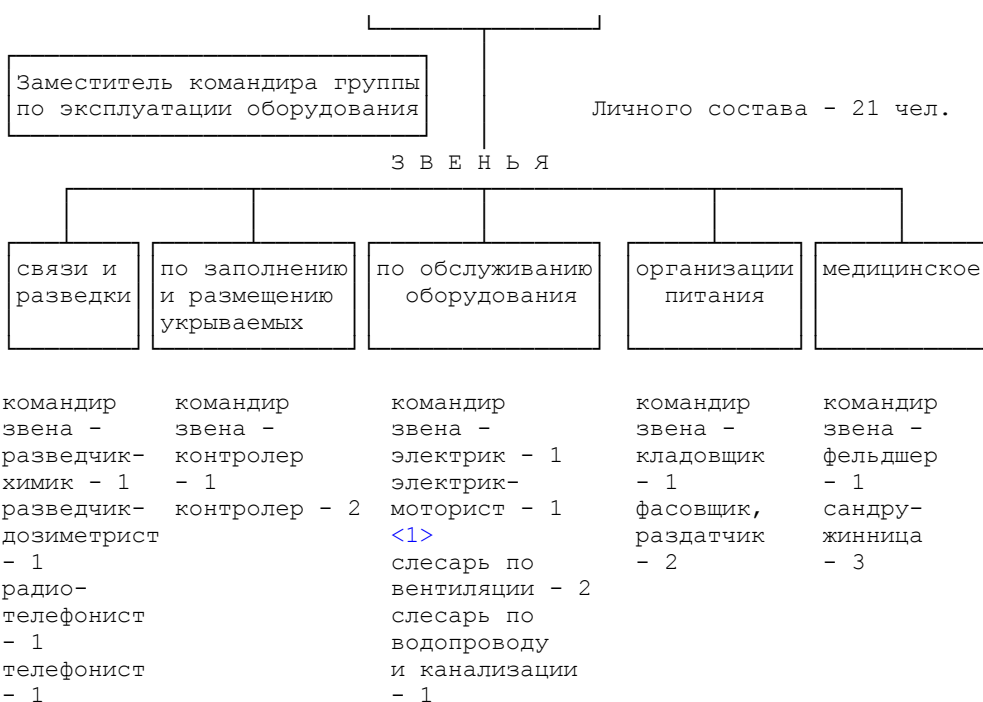 Заместитель командира группы
по эксплуатации оборудования
Личного состава - 21 чел.
З В Е Н Ь Я
связи и
разведки
по заполнению
и размещению
укрываемых
по обслуживанию
оборудования
организации
питания
медицинское
командир
звена -
разведчик-
химик - 1
разведчик-
дозиметрист
- 1
радио-
телефонист
- 1
телефонист
- 1
командир
звена -
контролер
- 1
контролер - 2
командир
звена -
электрик - 1
электрик-
моторист - 1
<1>
слесарь по
вентиляции - 2
слесарь по
водопроводу
и канализации
- 1
командир
звена -
кладовщик
- 1
фасовщик,
раздатчик
- 2
командир
звена -
фельдшер
- 1
сандру-
жинница
- 3